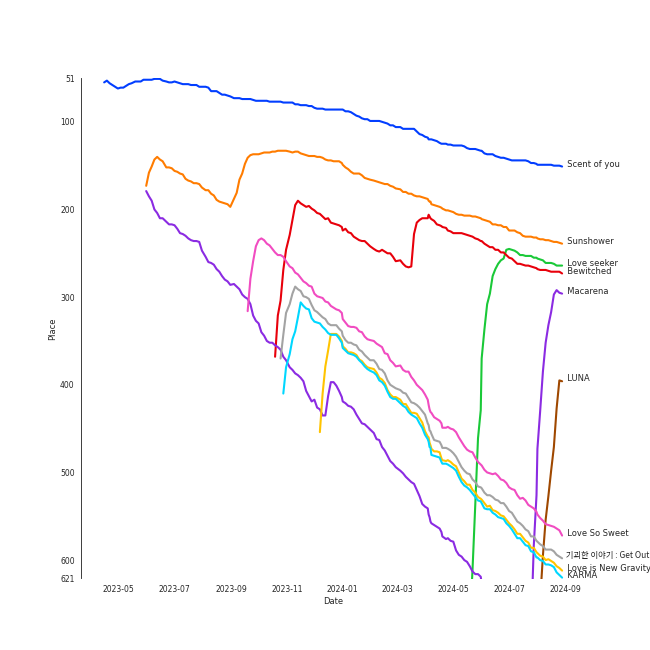 51
100
200
300
400
500
600
621
Place
2023-05
2023-07
2023-09
2023-11
2024-01
2024-03
2024-05
2024-07
2024-09
Date
Scent of you
Sunshower
Love seeker
Bewitched
Macarena
LUNA
Love So Sweet
기괴한 이야기 : Get Out
Love is New Gravity
KARMA